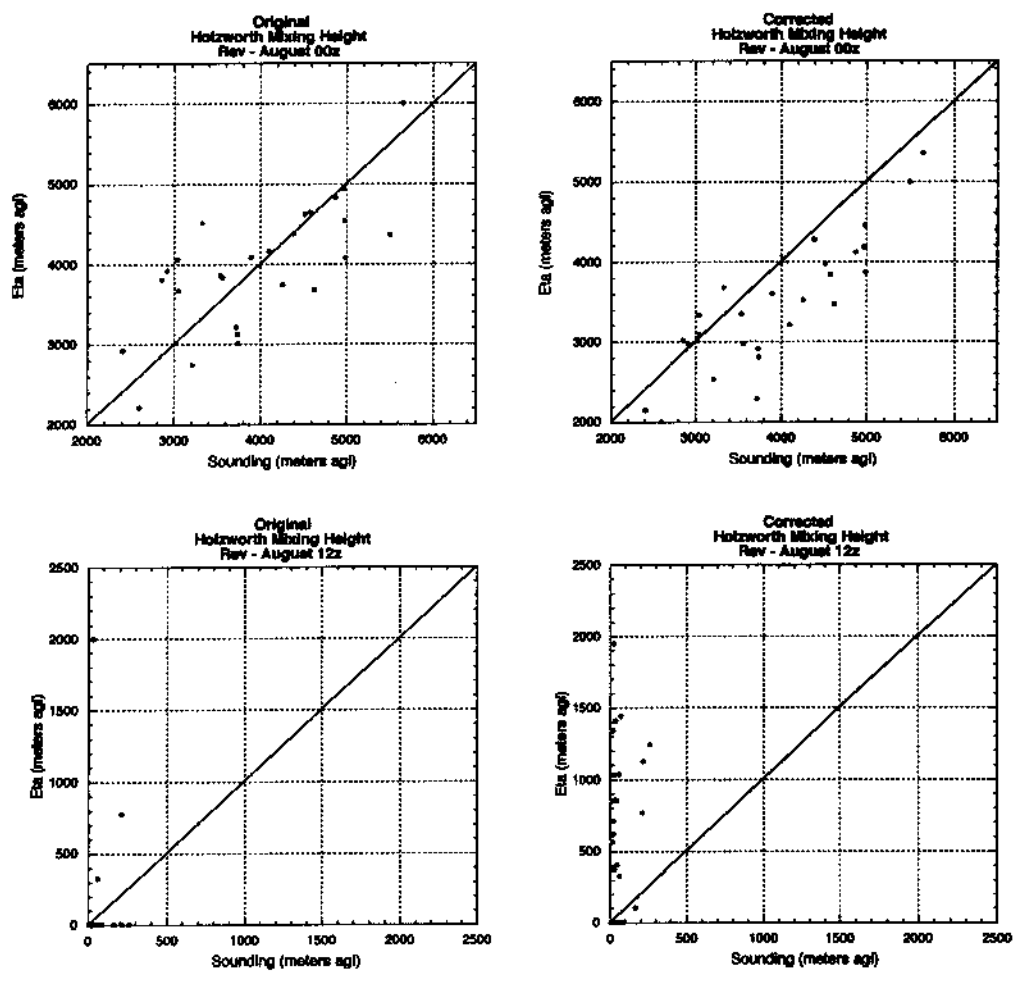 Original
Holzworth Mixing Height
Rev - August 00z
6000
5000
4000
3000
2000
Eta (meters agl)
2000 3000 4000 5000 6000
Sounding (meters agl)
Corrected
Holzworth Mixing Height
Rev - August 00z
6000
5000
4000
3000
2000
Eta (meters agl)
2000 3000 4000 5000 6000
Sounding (meters agl)
Original
Holzworth Mixing Height
Rev - August 12z
2500
2000
1500
1000
500
0
Eta (meters agl)
0 500 1000 1500 2000 2500
Sounding (meters agl)
Corrected
Holzworth Mixing Height
Rev - August 12z
2500
2000
1500
1000
500
0
Eta (meters agl)
0 500 1000 1500 2000 2500
Sounding (meters agl)